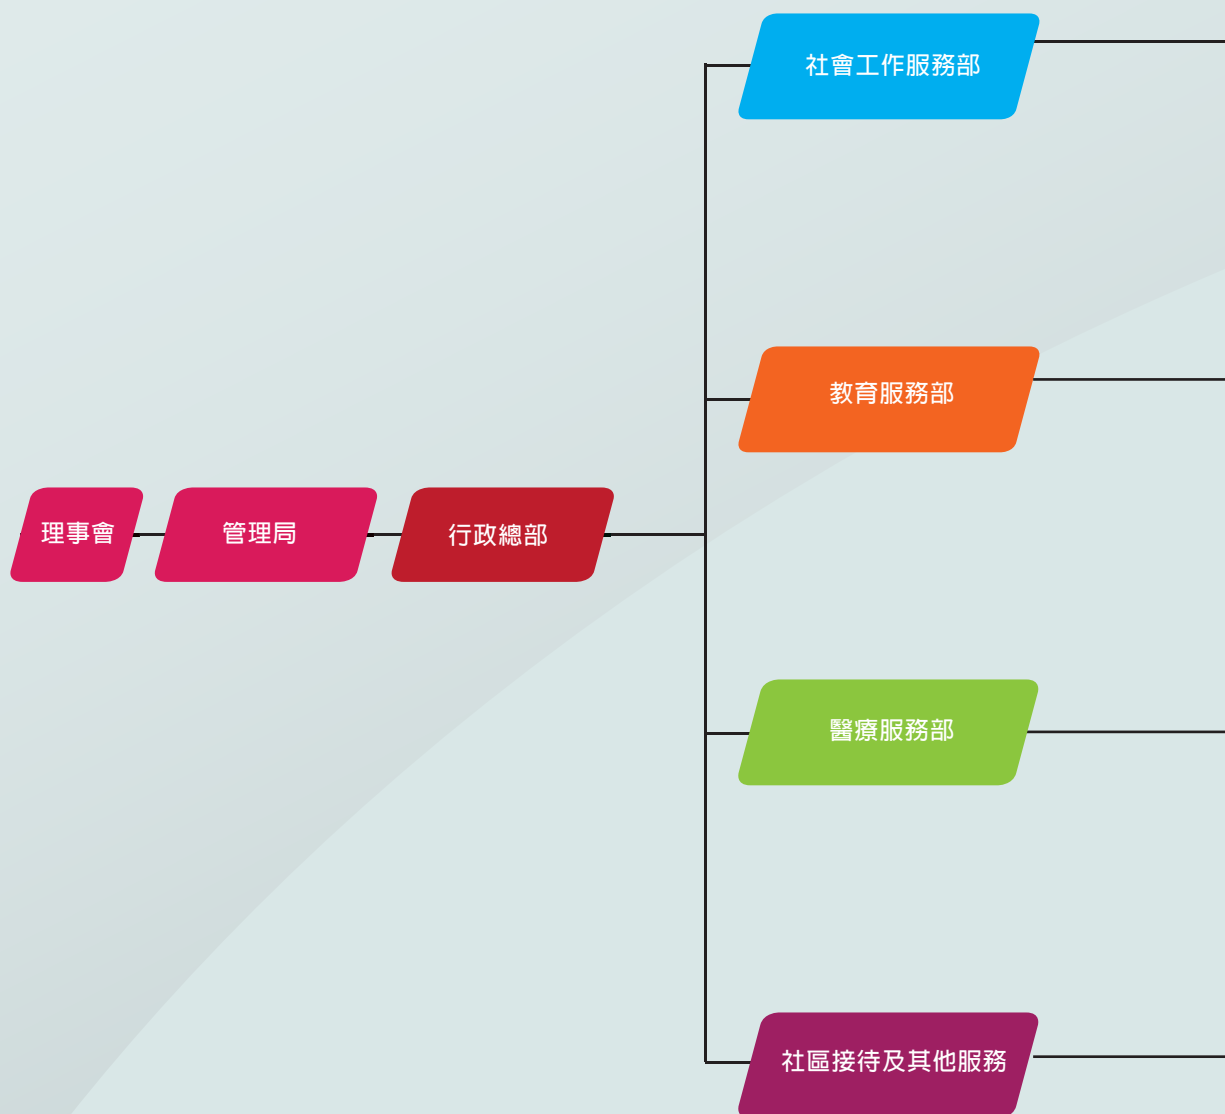 社會工作服務部
教育服務部
理事會
管理局
行政總部
醫療服務部
社區接待及其他服務